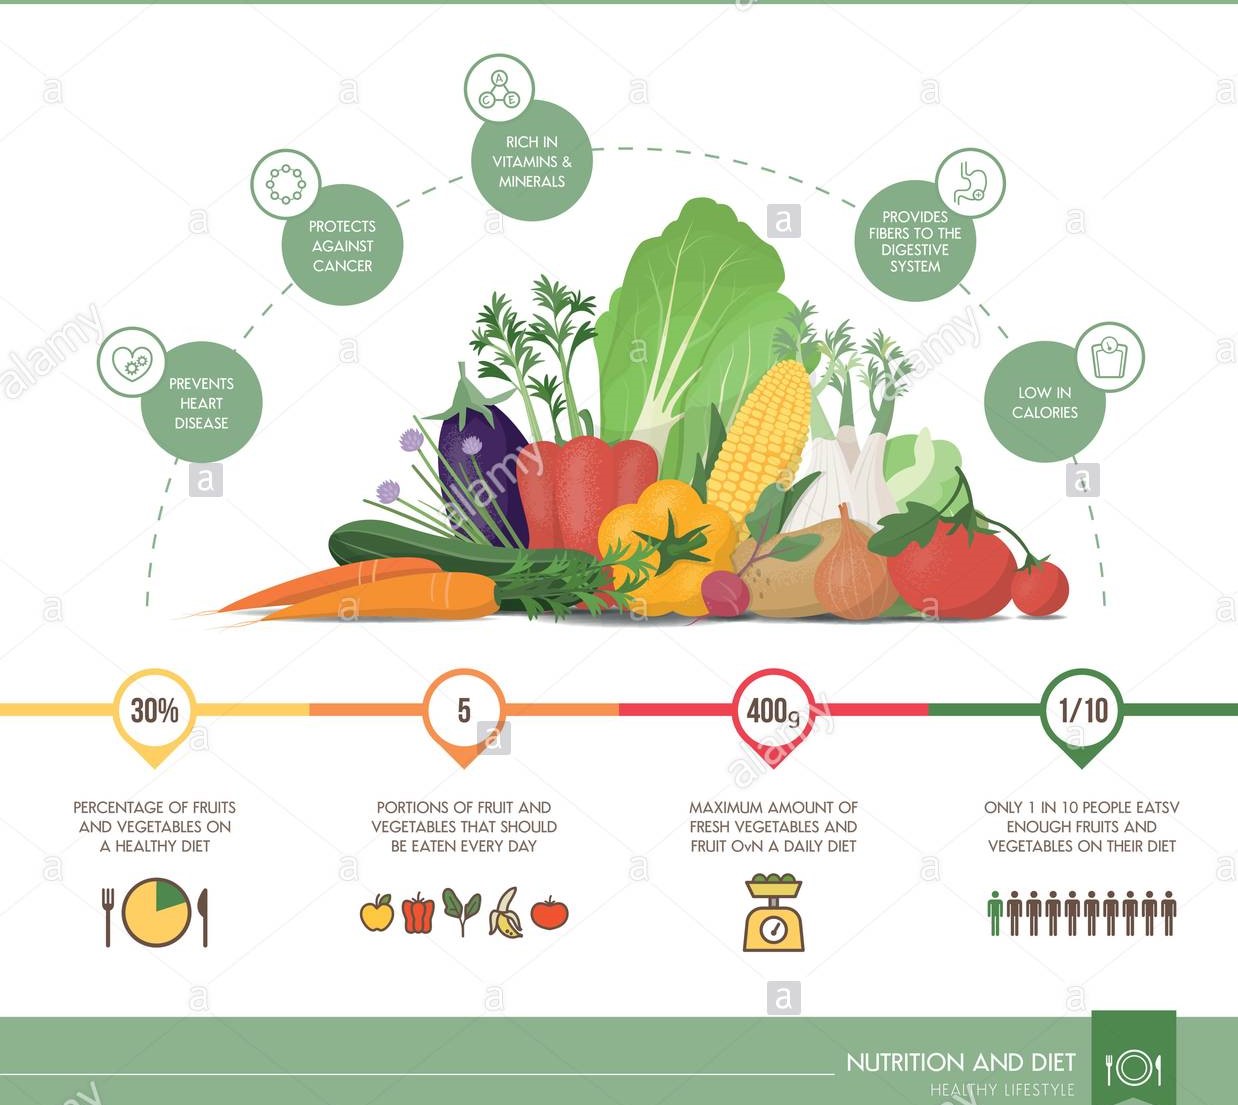 A
C E
RICH IN
VITAMINS &
MINERALS
PROTECTS
AGAINST
CANCER
PROVIDES
FIBERS TO THE
DIGESTIVE
SYSTEM
PREVENTS
HEART
DISEASE
LOW IN
CALORIES
30%
PERCENTAGE OF FRUITS
AND VEGETABLES ON
A HEALTHY DIET
5
PORTIONS OF FRUIT AND
VEGETABLES THAT SHOULD
BE EATEN EVERY DAY
400g
MAXIMUM AMOUNT OF
FRESH VEGETABLES AND
FRUIT OvN A DAILY DIET
1/10
ONLY 1 IN 10 PEOPLE EATSV
ENOUGH FRUITS AND
VEGETABLES ON THEIR DIET
NUTRITION AND DIET
HEALTHY LIFESTYLE
alamy
alamy
alamy
alamy
a
a
a
a